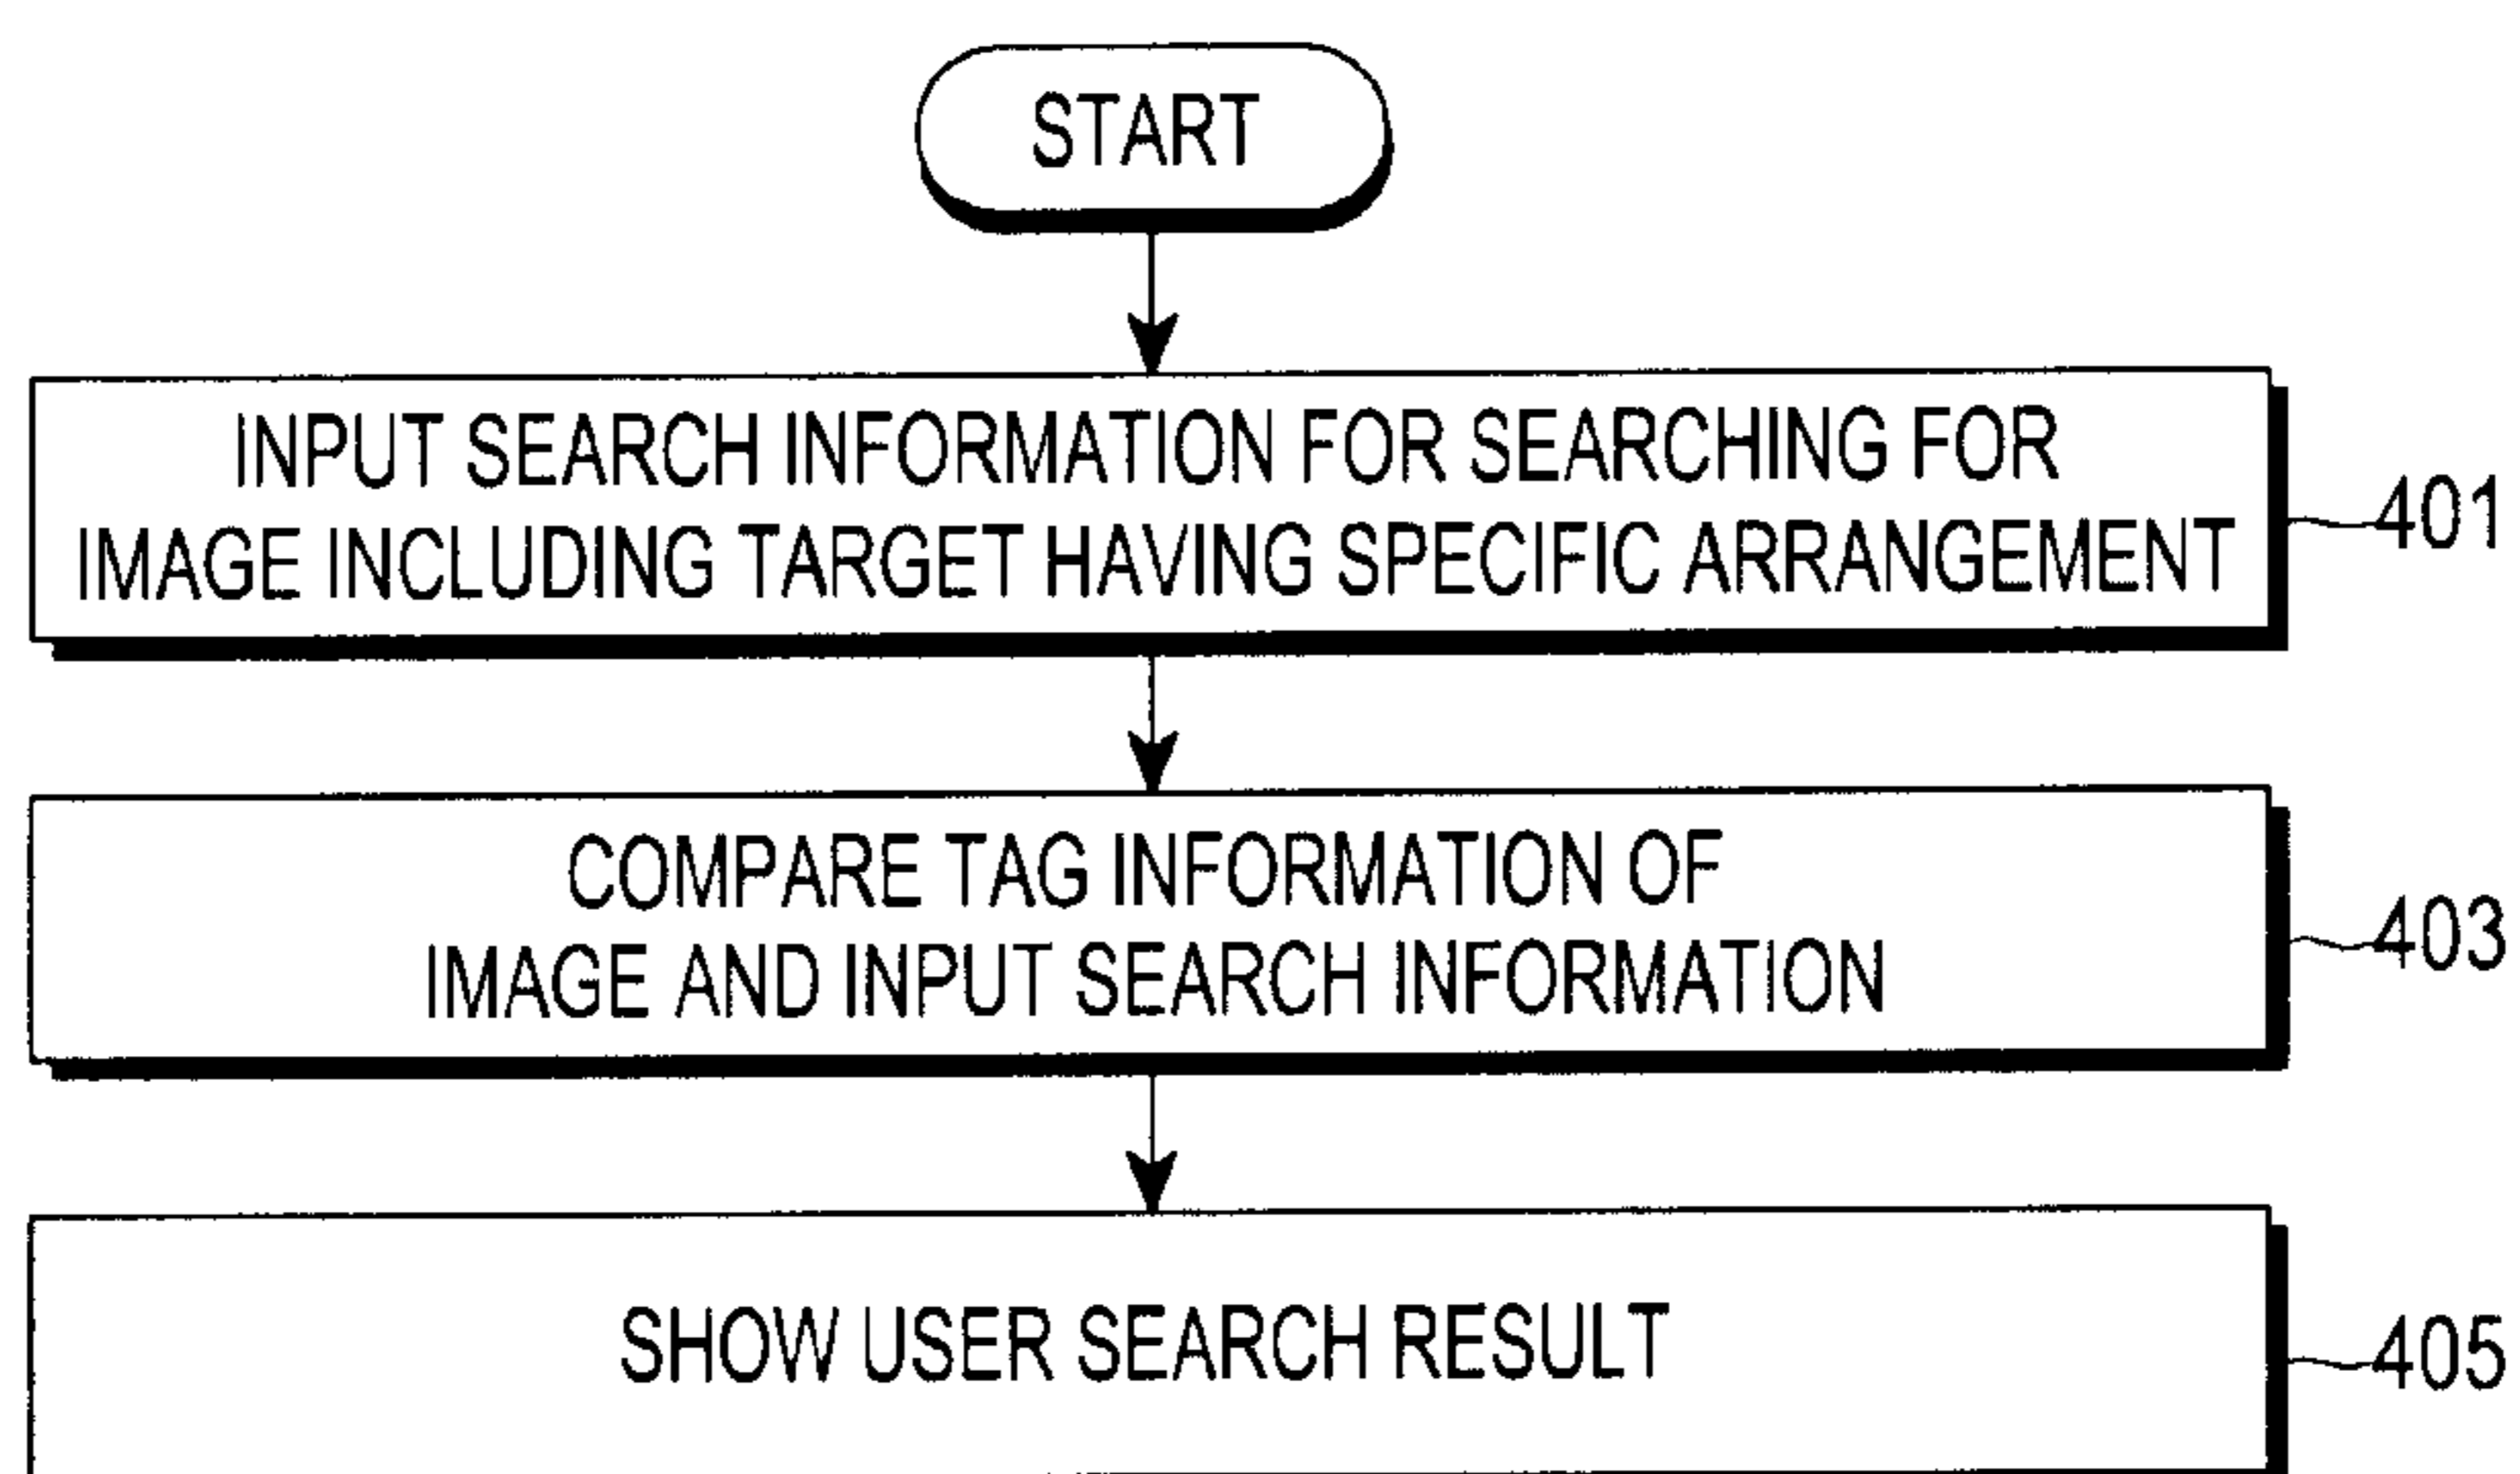 START
INPUT SEARCH INFORMATION FOR SEARCHING FOR
IMAGE INCLUDING TARGET HAVING SPECIFIC ARRANGEMENT
401
COMPARE TAG INFORMATION OF
IMAGE AND INPUT SEARCH INFORMATION
403
SHOW USER SEARCH RESULT
405